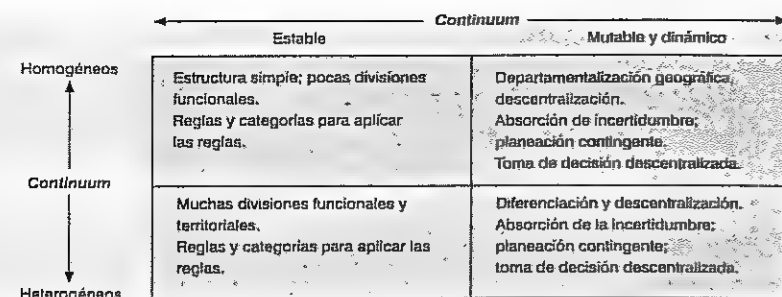 Continuum
Estable Mutable y dinámico
Homogéneos
Estructura simple; pocas divisiones
funcionales.
Reglas y categorías para aplicar
las reglas.
Departamentalización geográfica,
descentralización.
Absorción de incertidumbre;
planeación contingente.
Toma de decisión descentralizada.
Continuum
Muchas divisiones funcionales y
territoriales.
Reglas y categorías para aplicar las
reglas.
Diferenciación y descentralización.
Absorción de la incertidumbre;
planeación contingente;
toma de decisión descentralizada.
Heterogéneos